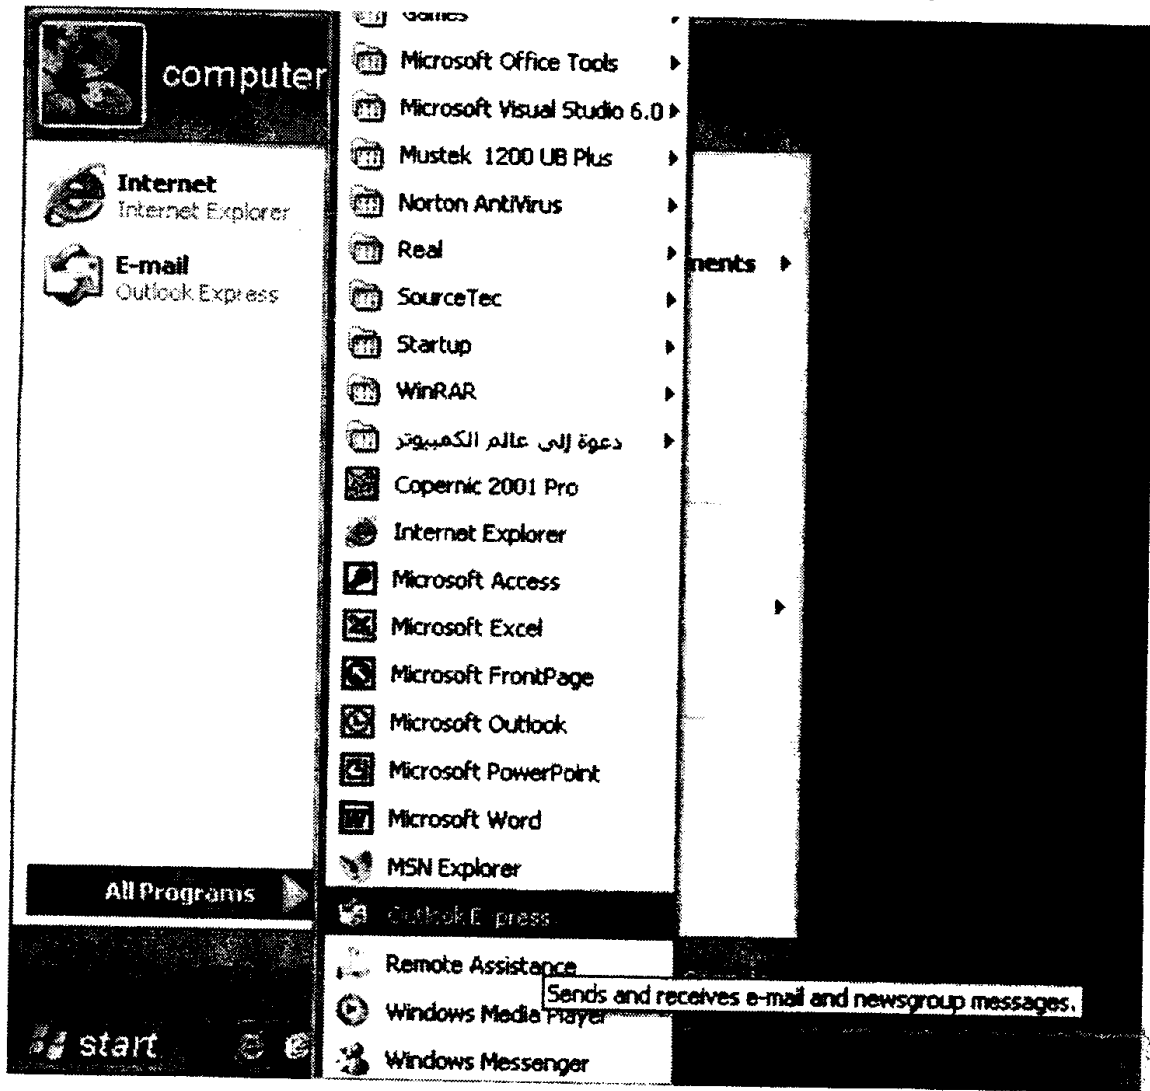 computer
Internet
Internet Explorer
E-mail
Outlook Express
All Programs
start
Games
Microsoft Office Tools
Microsoft Visual Studio 6.0
Mustek 1200 UB Plus
Norton AntiVirus
Real
SourceTec
Startup
WinRAR
دعوة إلى عالم الكمبيوتر
Copernic 2001 Pro
Internet Explorer
Microsoft Access
Microsoft Excel
Microsoft FrontPage
Microsoft Outlook
Microsoft PowerPoint
Microsoft Word
MSN Explorer
Outlook Express
Remote Assistance
Windows Media Player
Windows Messenger
ments
Sends and receives e-mail and newsgroup messages.